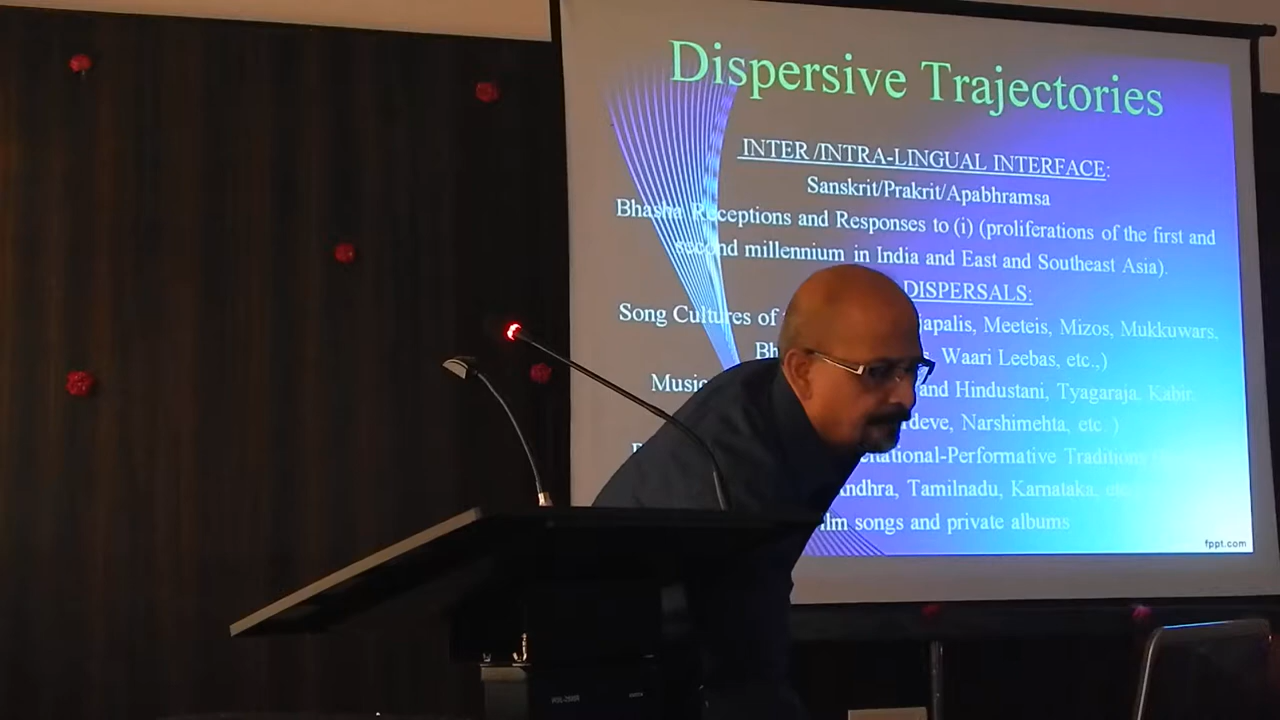 Dispersive Trajectories
INTER /INTRA-LINGUAL INTERFACE:
Sanskrit/Prakrit/Apabhramsa
Bhasha Receptions and Responses to (i) (proliferations of the first and
second millennium in India and East and Southeast Asia).
DISPERSALS:
Song Cultures of japalis, Meeteis, Mizos, Mukkuwars,
Waari Leebas, etc.,)
and Hindustani, Tyagaraja, Kabir,
deve, Narshimehta, etc. )
ational-Performative Traditions
Andhra, Tamilnadu, Karnataka, etc
film songs and private albums
fppt.com